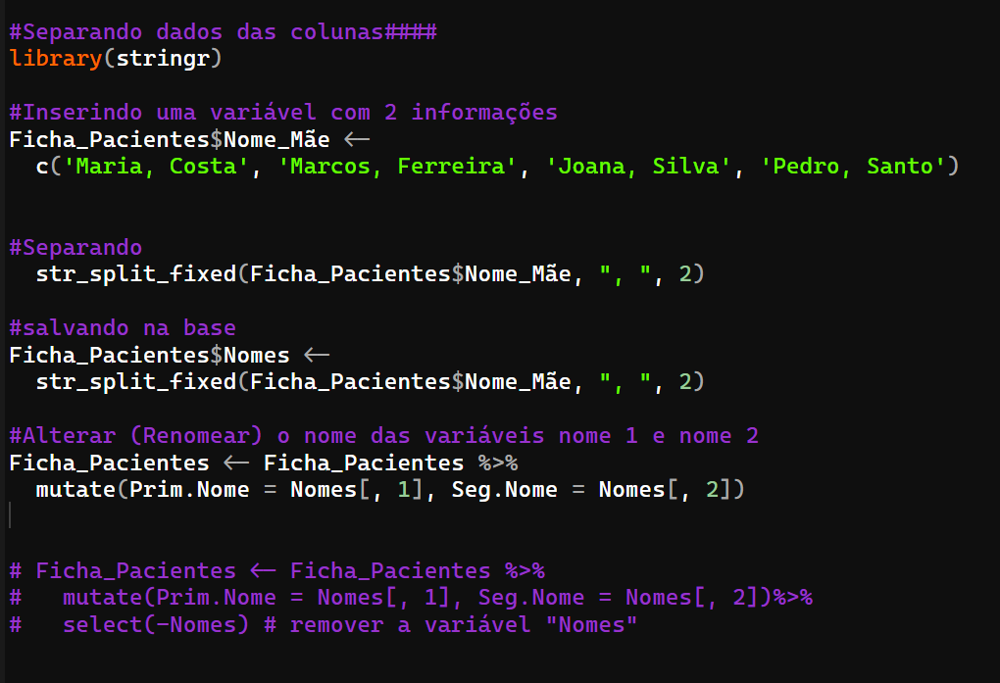 #Separando dados das colunas####
library(stringr)
#Inserindo uma variável com 2 informações
Ficha_Pacientes$Nome_Mãe <-
c('Maria, Costa', 'Marcos, Ferreira', 'Joana, Silva', 'Pedro, Santo')
#Separando
str_split_fixed(Ficha_Pacientes$Nome_Mãe, ", ", 2)
#salvando na base
Ficha_Pacientes$Nomes <-
str_split_fixed(Ficha_Pacientes$Nome_Mãe, ", ", 2)
#Alterar (Renomear) o nome das variáveis nome 1 e nome 2
Ficha_Pacientes <- Ficha_Pacientes %>%
mutate(Prim.Nome = Nomes[, 1], Seg.Nome = Nomes[, 2])
# Ficha_Pacientes <- Ficha_Pacientes %>%
#   mutate(Prim.Nome = Nomes[, 1], Seg.Nome = Nomes[, 2])%>%
#   select(-Nomes) # remover a variável "Nomes"